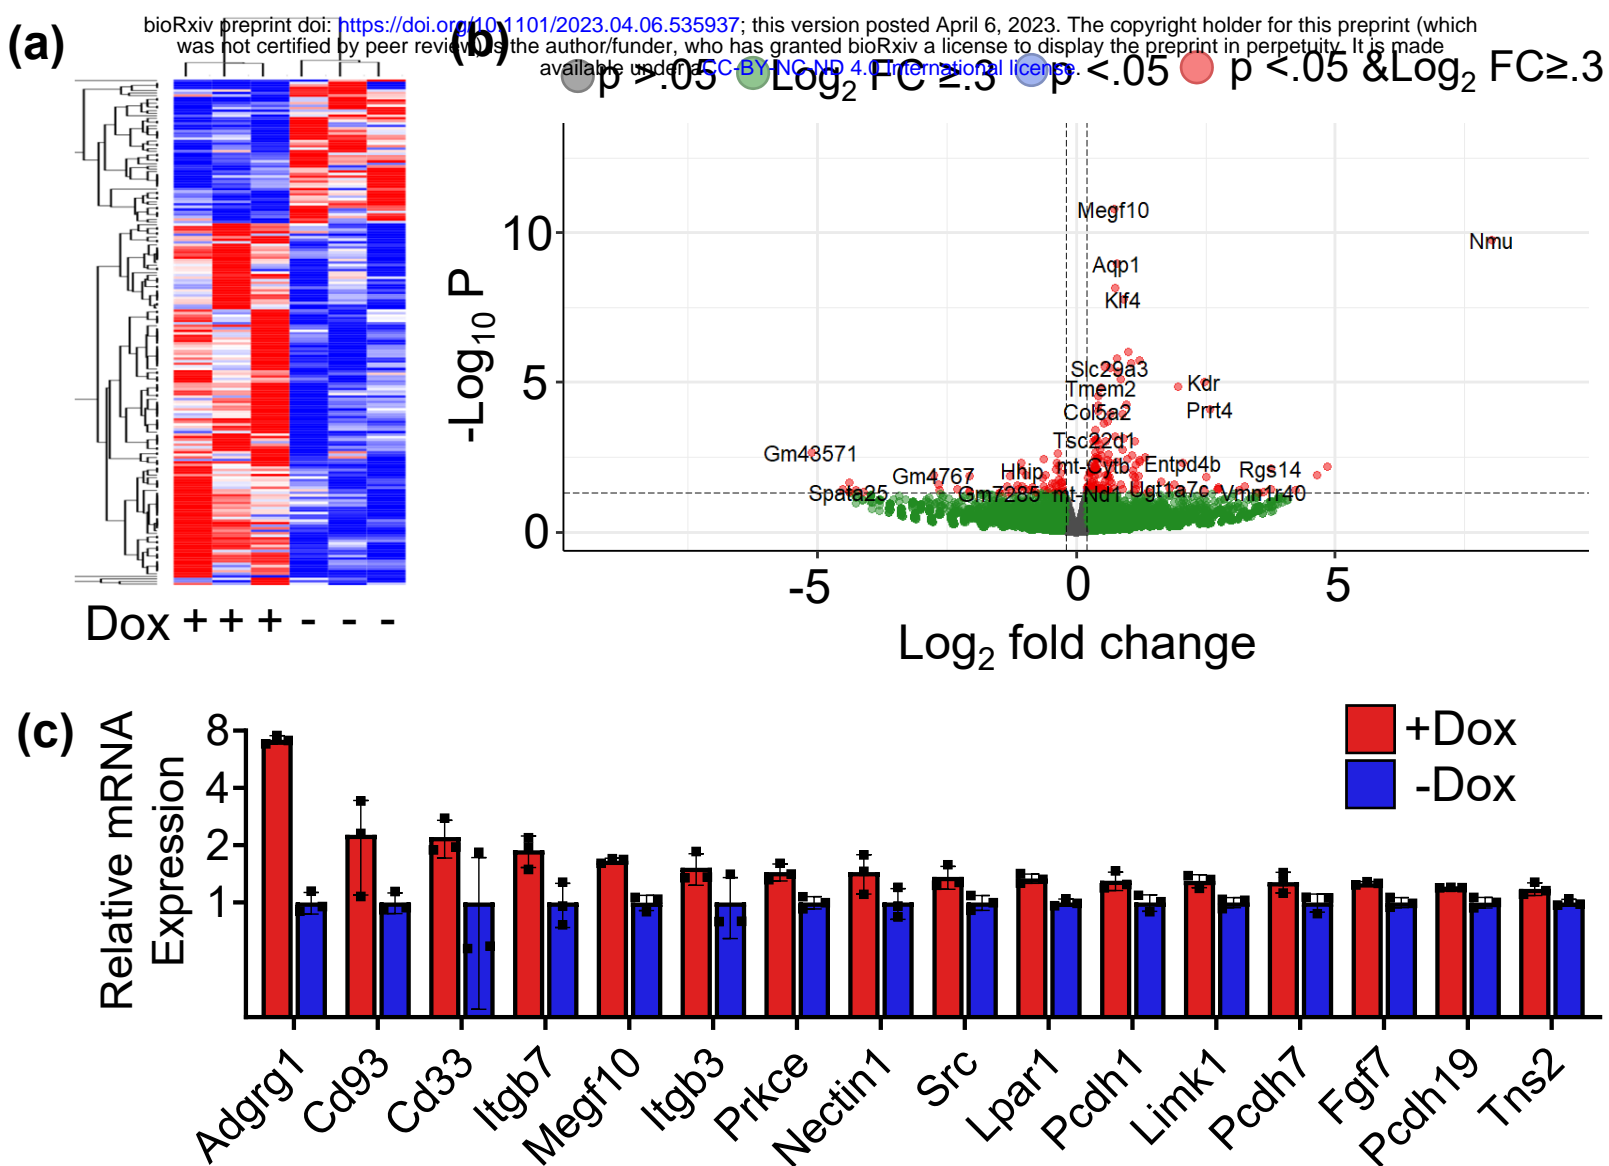 bioRxiv preprint doi: https://doi.org/10.1101/2023.04.06.535937; this version posted April 6, 2023. The copyright holder for this preprint (which
was not certified by peer review) is the author/funder, who has granted bioRxiv a license to display the preprint in perpetuity. It is made
available under aCC-BY-NC-ND 4.0 International license.
(a)
(b)
p >.05 Log2 FC ≥.3 p <.05 p <.05 &Log2 FC≥.3
Megf10
10
Nmu
Aqp1
Klf4
-Log10 P
Slc29a3
5
Kdr
Tmem2
Col5a2
Prrt4
Tsc22d1
Gm43571
mt-Cytb
Entpd4b
Hhip
Rgs14
Gm4767
Spata25
Gm7285
mt-Nd1
Ugt1a7c
Vmn1r40
0
-5 0 5
Log2 fold change
Dox + + + - - -
(c)
Relative mRNA
Expression
8
4
2
1
+Dox
-Dox
Adgrg1
Cd93
Cd33
Itgb7
Megf10
Itgb3
Prkce
Nectin1
Src
Lpar1
Pcdh1
Limk1
Pcdh7
Fgf7
Pcdh19
Tns2